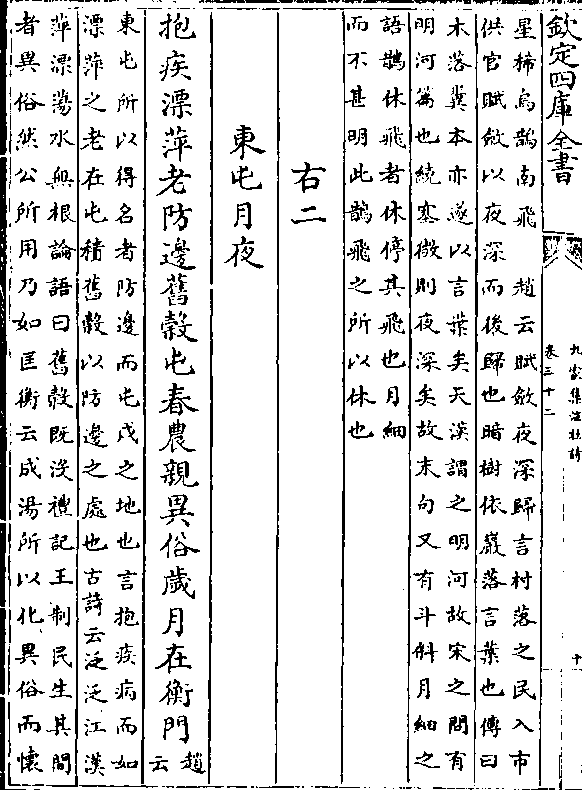 欽定四庫全書
九家集注杜詩
卷三十二
十
星稀烏鵲南飛　趙云賦斂夜深歸言村落之民入市
供官賦斂以夜深而後歸也暗樹依巖落言葉也傳曰
木落冀本亦遂以言葉矣天漢謂之明河故宋之問有
明河篇也繞塞微則夜深矣故末句又有斗斛月細之
語鵲休飛者休停其飛也月細
而不甚明此鵲飛之所以休也
右二
東屯月夜
抱疾漂萍老防邊舊穀屯春農親異俗歲月在衡門
趙
云
東屯所以得名者防邊而屯戍之地也言抱疾病而如
漂萍之老在屯積舊穀以防邊之處也古詩云泛泛江漢
萍漂蕩水無根論語曰舊穀既沒禮記王制民生其間
者異俗然公所用乃如匡衡云成湯所以化異俗而懷